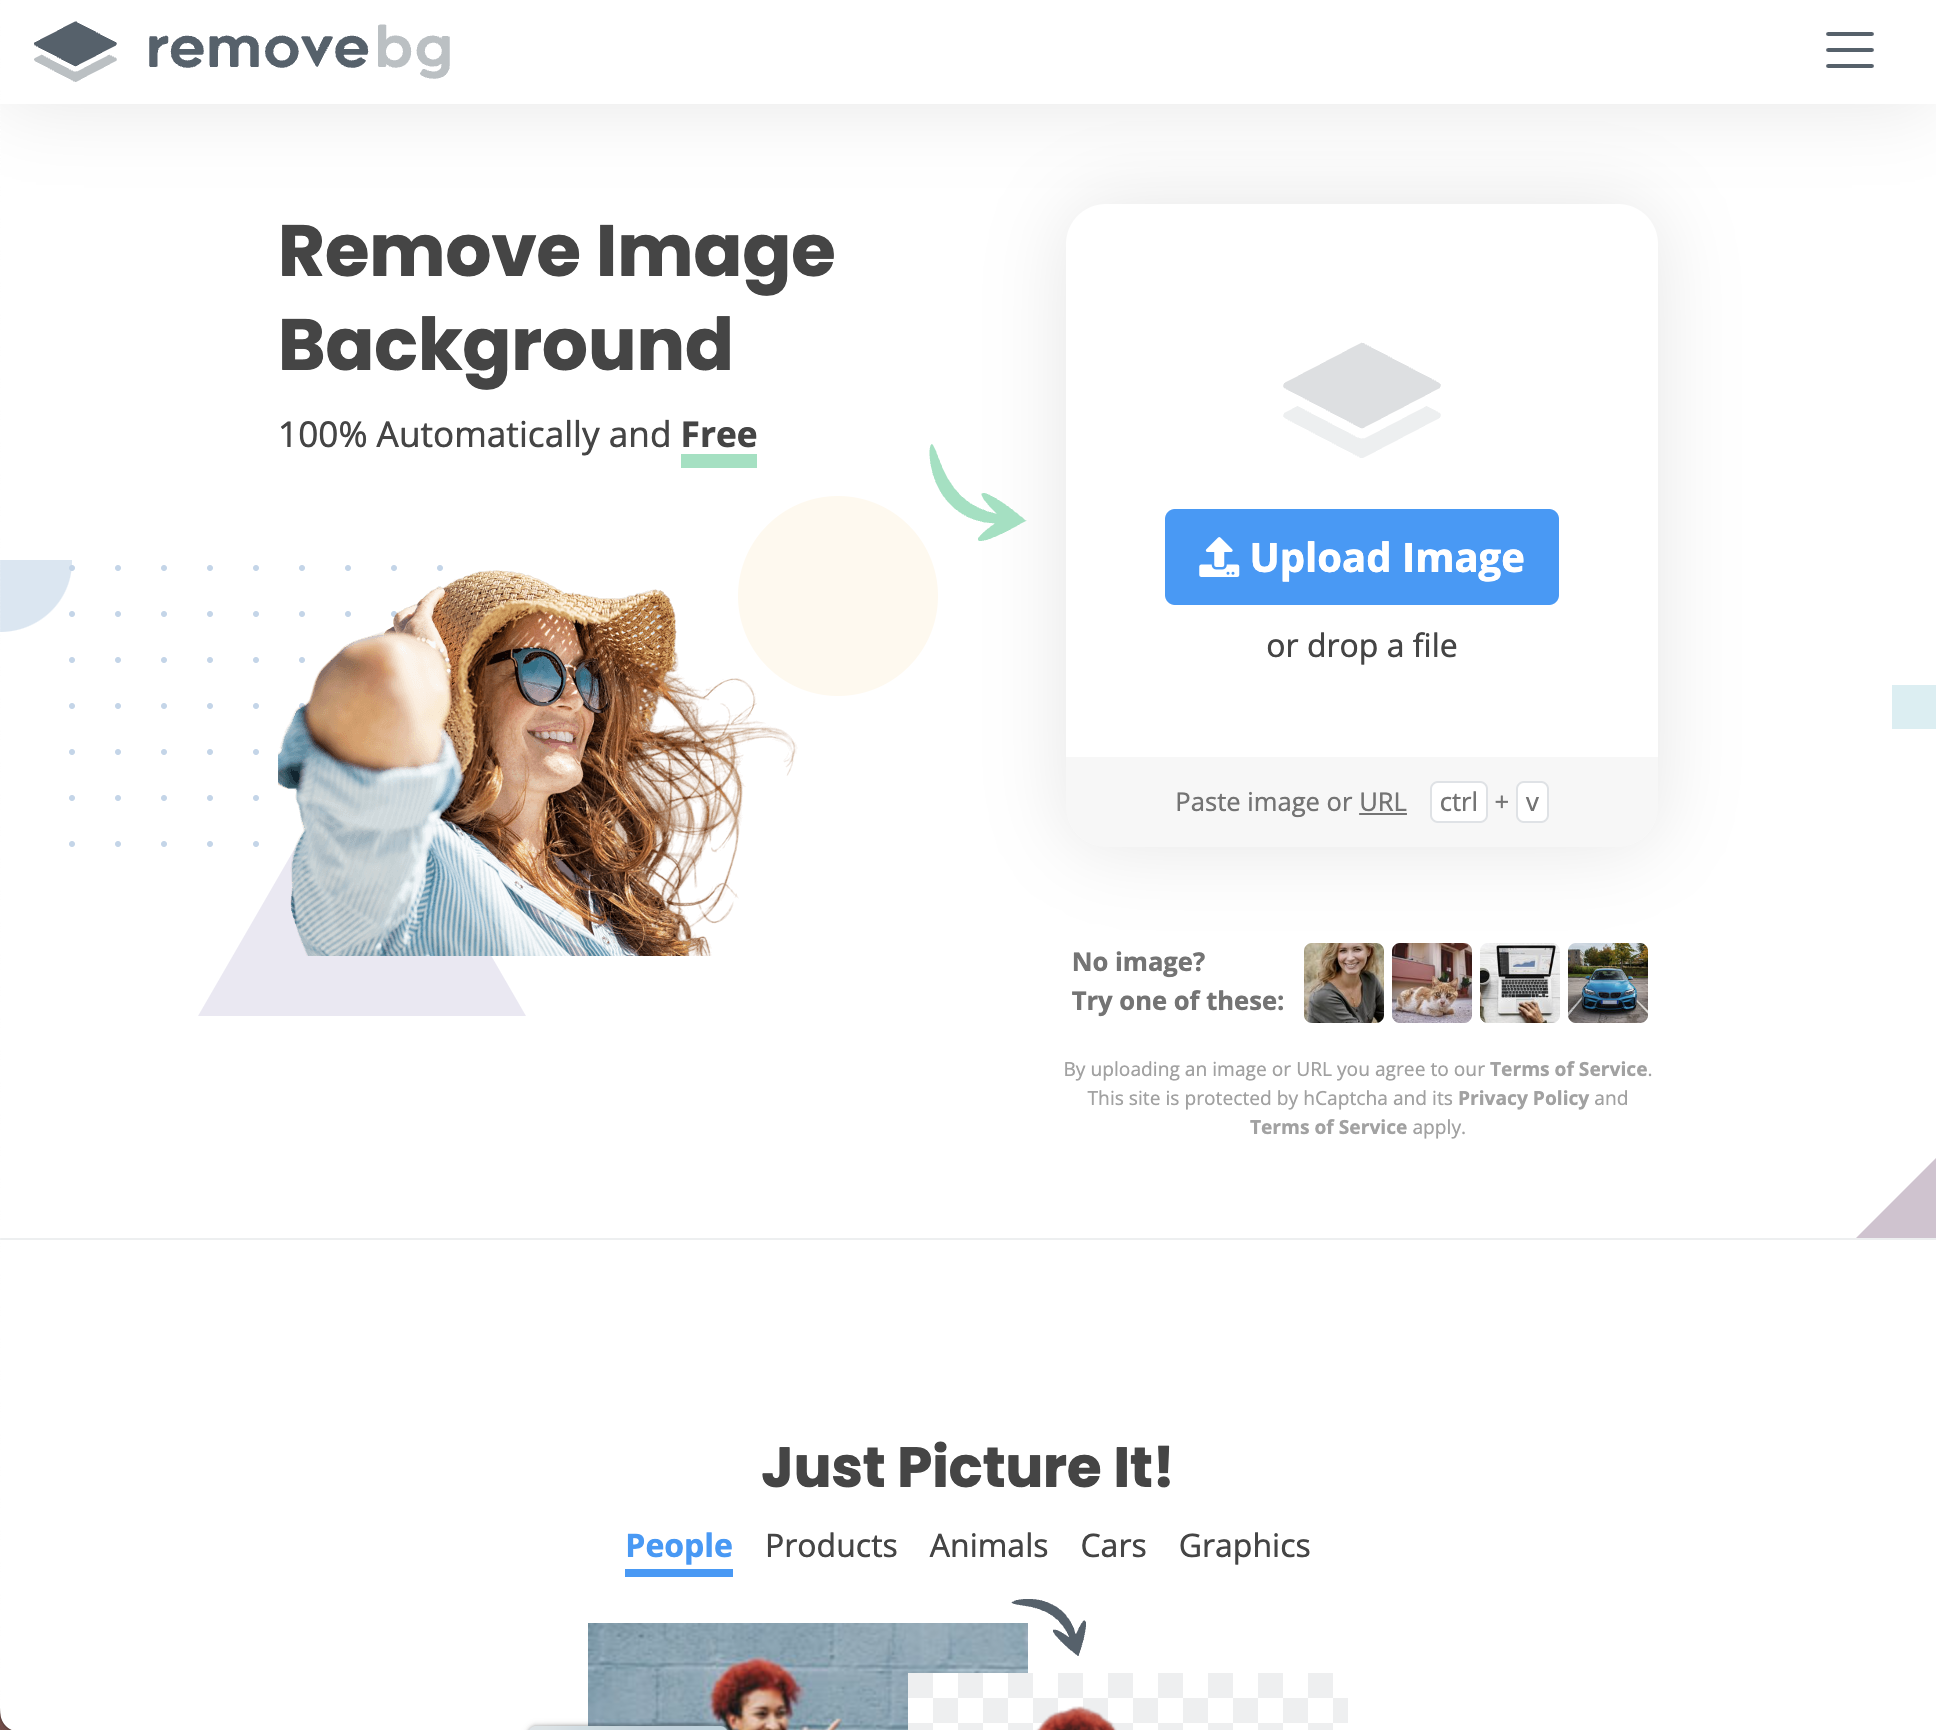 removebg
Remove Image
Background
100% Automatically and Free
Upload Image
or drop a file
Paste image or URL ctrl + v
No image?
Try one of these:
By uploading an image or URL you agree to our Terms of Service.
This site is protected by hCaptcha and its Privacy Policy and
Terms of Service apply.
Just Picture It!
People Products Animals Cars Graphics